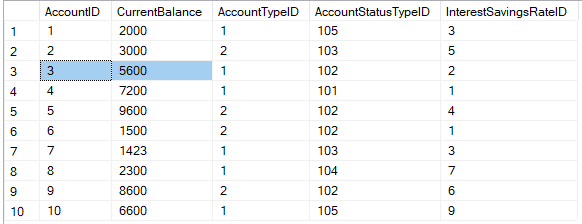 AccountID CurrentBalance AccountTypeID AccountStatusTypeID InterestSavingsRateID
1 1 2000 1 105 3
2 2 3000 2 103 5
3 3 5600 1 102 2
4 4 7200 1 101 1
5 5 9600 2 102 4
6 6 1500 2 102 1
7 7 1423 1 103 3
8 8 2300 1 104 7
9 9 8600 2 102 6
10 10 6600 1 105 9